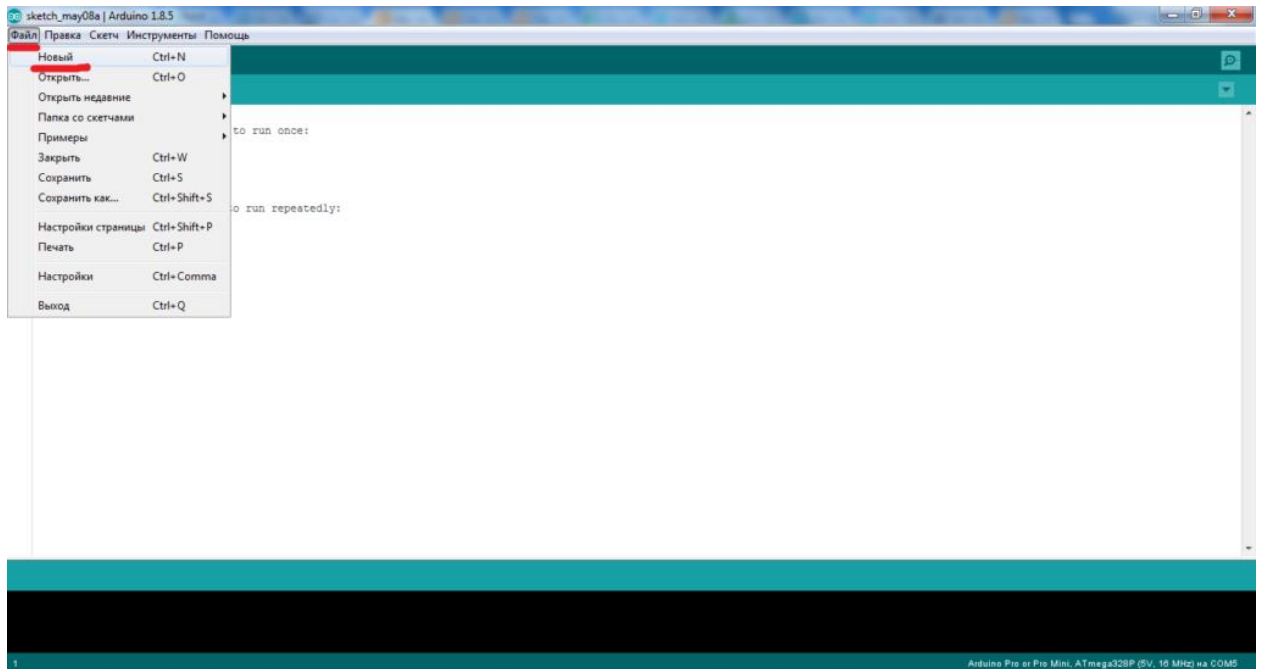 sketch_may08a | Arduino 1.8.5
Файл Правка Скетч Инструменты Помощь
Новый Ctrl+N
Открыть... Ctrl+O
Открыть недавние
Папка со скетчами
Примеры
to run once:
Закрыть Ctrl+W
Сохранить Ctrl+S
Сохранить как... Ctrl+Shift+S
to run repeatedly:
Настройки страницы Ctrl+Shift+P
Печать Ctrl+P
Настройки Ctrl+Comma
Выход Ctrl+Q
1
Arduino Pro or Pro Mini, ATmega328P (5V, 16 MHz) на COM5